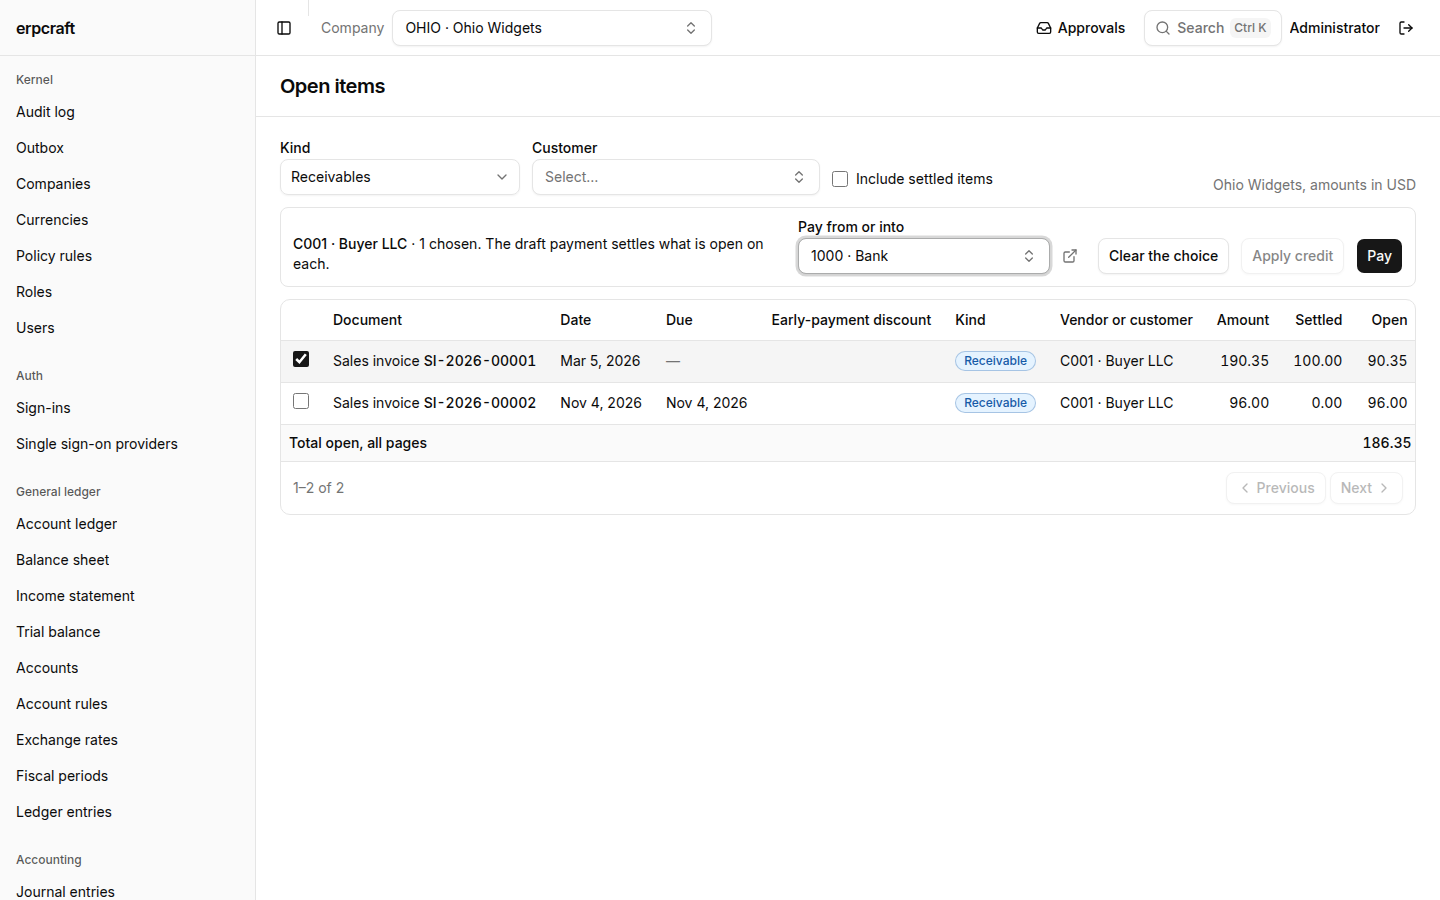 erpcraft
Company
OHIO · Ohio Widgets
Approvals
Search
Ctrl K
Administrator
Kernel
Audit log
Outbox
Companies
Currencies
Policy rules
Roles
Users
Auth
Sign-ins
Single sign-on providers
General ledger
Account ledger
Balance sheet
Income statement
Trial balance
Accounts
Account rules
Exchange rates
Fiscal periods
Ledger entries
Accounting
Journal entries
Open items
Kind
Customer
Receivables
Select...
Include settled items
Ohio Widgets, amounts in USD
C001 · Buyer LLC · 1 chosen. The draft payment settles what is open on
each.
Pay from or into
1000 · Bank
Clear the choice
Apply credit
Pay
Document Date Due Early-payment discount Kind Vendor or customer Amount Settled Open
Sales invoice SI-2026-00001 Mar 5, 2026 — Receivable C001 · Buyer LLC 190.35 100.00 90.35
Sales invoice SI-2026-00002 Nov 4, 2026 Nov 4, 2026 Receivable C001 · Buyer LLC 96.00 0.00 96.00
Total open, all pages 186.35
1–2 of 2
Previous
Next